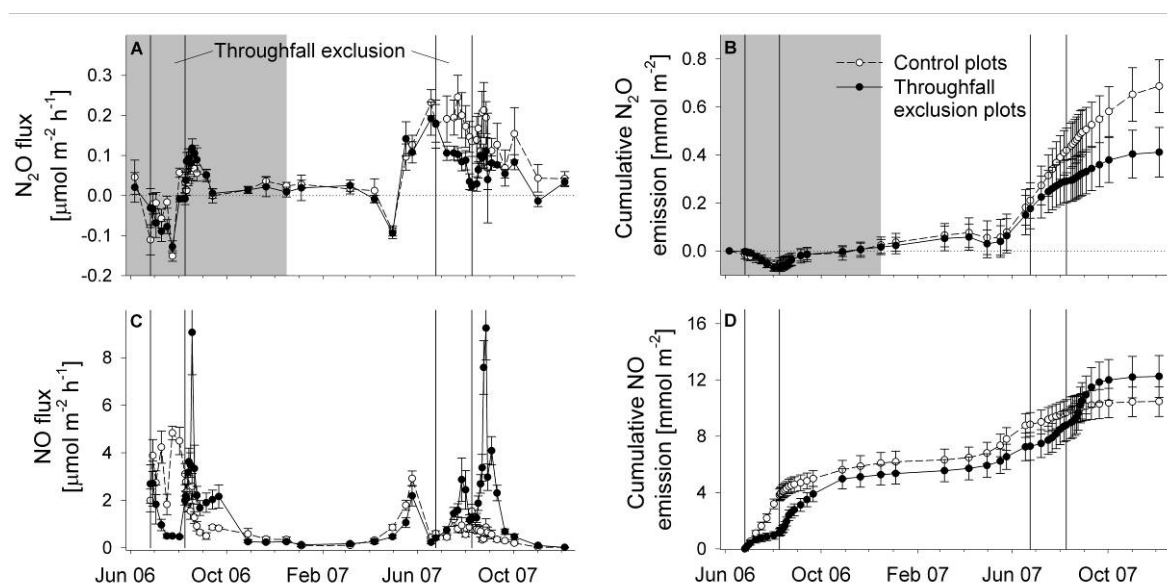 A
Throughfall exclusion
N₂O flux
[µmol m⁻² h⁻¹]
0.3
0.2
0.1
0.0
-0.1
-0.2
B
Control plots
Throughfall
exclusion plots
Cumulative N₂O
emission [mmol m⁻²]
0.8
0.6
0.4
0.2
0.0
C
NO flux
[µmol m⁻² h⁻¹]
8
6
4
2
0
Jun 06
Oct 06
Feb 07
Jun 07
Oct 07
D
Cumulative NO
emission [mmol m⁻²]
16
12
8
4
0
Jun 06
Oct 06
Feb 07
Jun 07
Oct 07